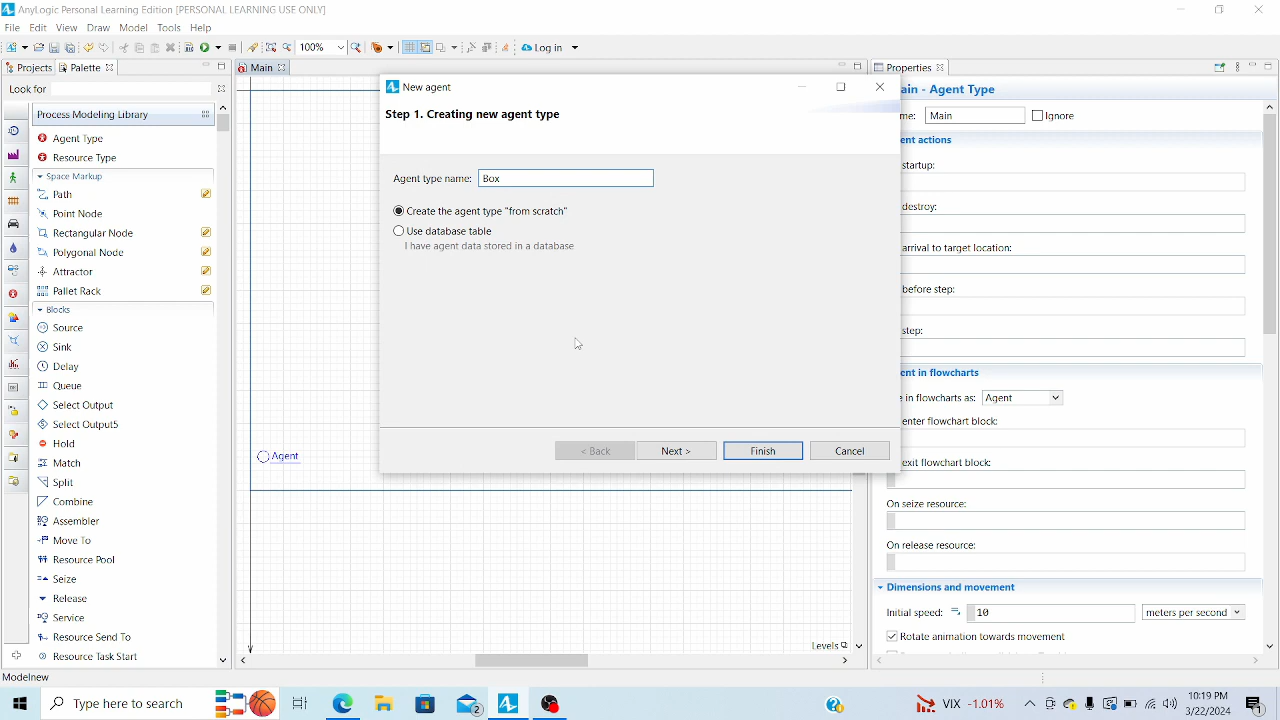 AnyLogic Personal Learning Edition [PERSONAL LEARNING USE ONLY]
File Edit View Draw Model Tools Help
100% Log in
Projects Palette
Look for
Process Modeling Library
Agent Type
Resource Type
Space Markup
Path
Point Node
Rectangular Node
Polygonal Node
Attractor
Pallet Rack
Blocks
Source
Sink
Delay
Queue
Select Output
Select Output5
Hold
Match
Split
Combine
Assembler
Move To
Resource Pool
Seize
Release
Service
Resource Send To
Resource Task Start
Main
Agent
Levels
New agent
Step 1. Creating new agent type
Agent type name: Box
Create the agent type "from scratch"
Use database table
I have agent data stored in a database
< Back Next > Finish Cancel
Properties
ain - Agent Type
me: Main Ignore
ent actions
startup:
destroy:
arrival to target location:
before step:
step:
ent in flowcharts
e in flowcharts as: Agent
enter flowchart block:
exit flowchart block:
On seize resource:
On release resource:
Dimensions and movement
Initial speed: 10 meters per second
Rotate animation towards movement
Modelnew
Type here to search
2
VIX -1.01%
10:19 PM
3/22/2024
1